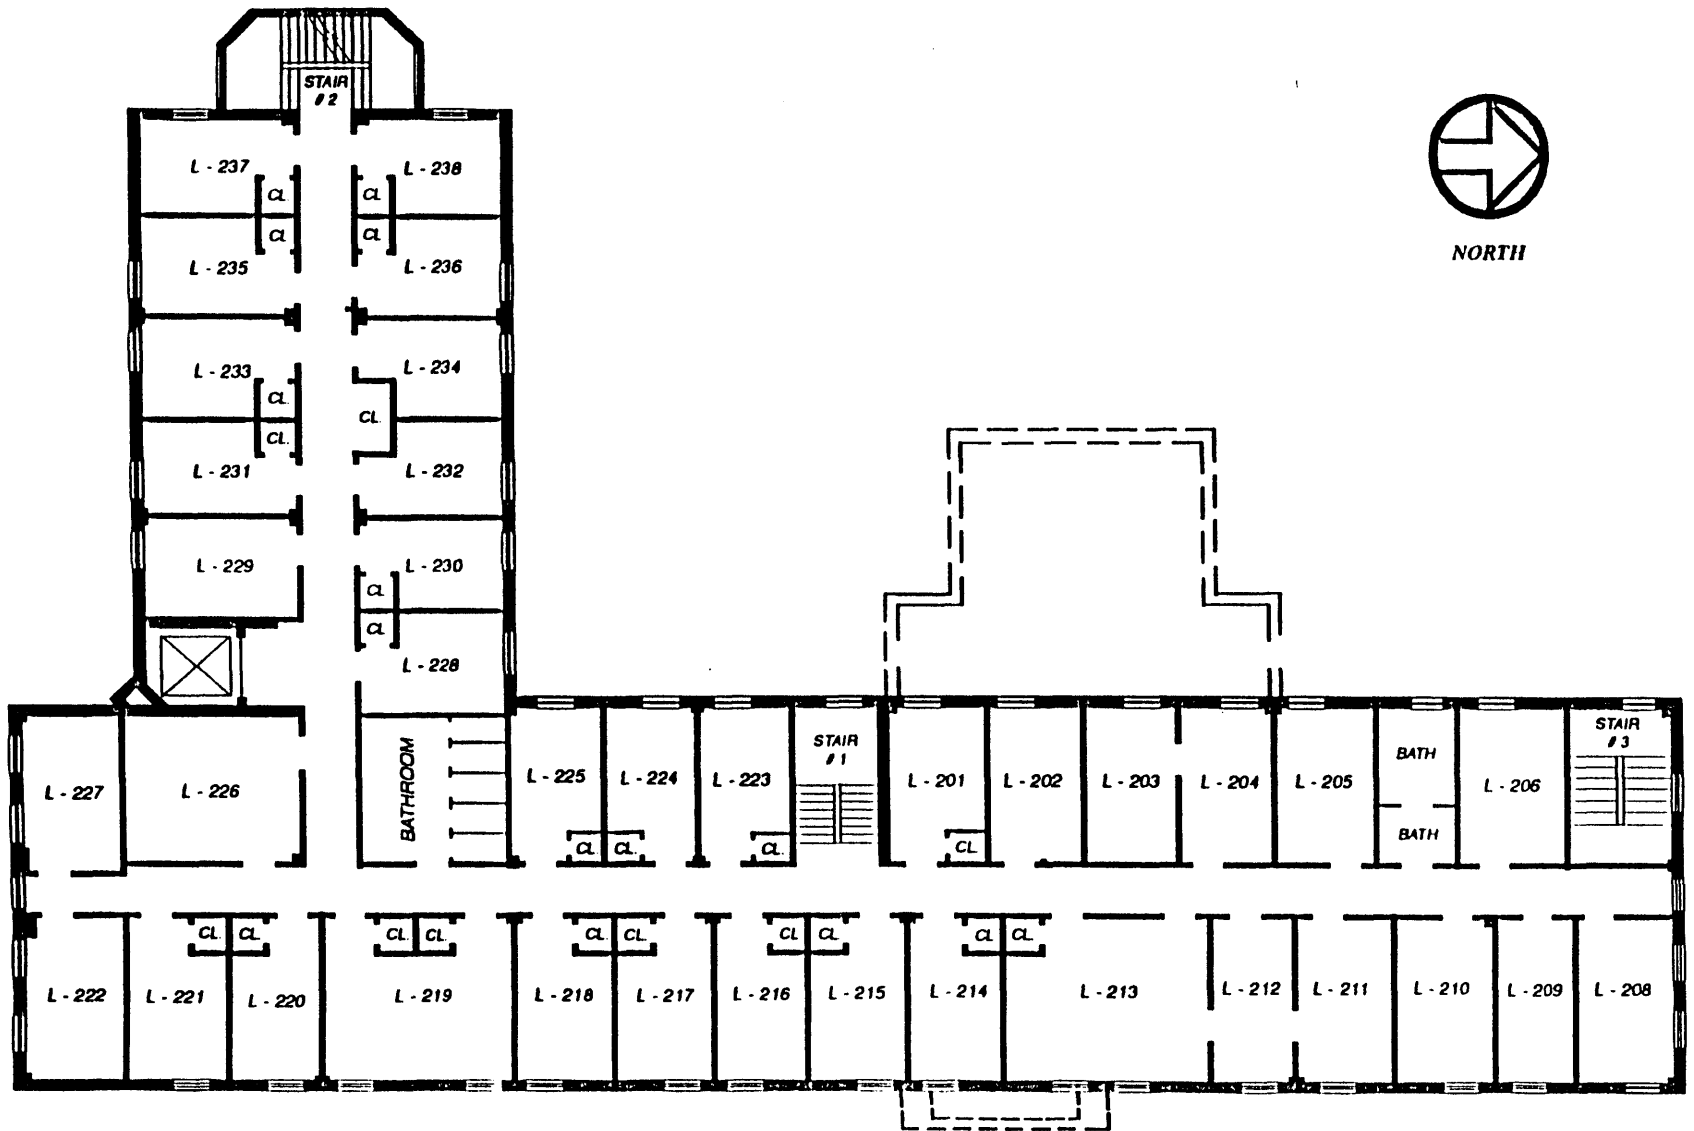 STAIR
# 2
L - 237
CL.
L - 238
CL
CL
CL
L - 235
L - 236
NORTH
L - 233
L - 234
CL.
CL.
CL.
L - 231
L - 232
L - 229
L - 230
CL
CL
L - 228
BATHROOM
L - 227
L - 226
L - 225
L - 224
L - 223
CL.
CL.
CL.
STAIR
# 1
L - 201
CL
L - 202
L - 203
L - 204
L - 205
BATH
BATH
L - 206
STAIR
# 3
CL.
CL.
CL.
CL.
CL.
CL.
CL
CL.
CL
CL.
L - 222
L - 221
L - 220
L - 219
L - 218
L - 217
L - 216
L - 215
L - 214
L - 213
L - 212
L - 211
L - 210
L - 209
L - 208